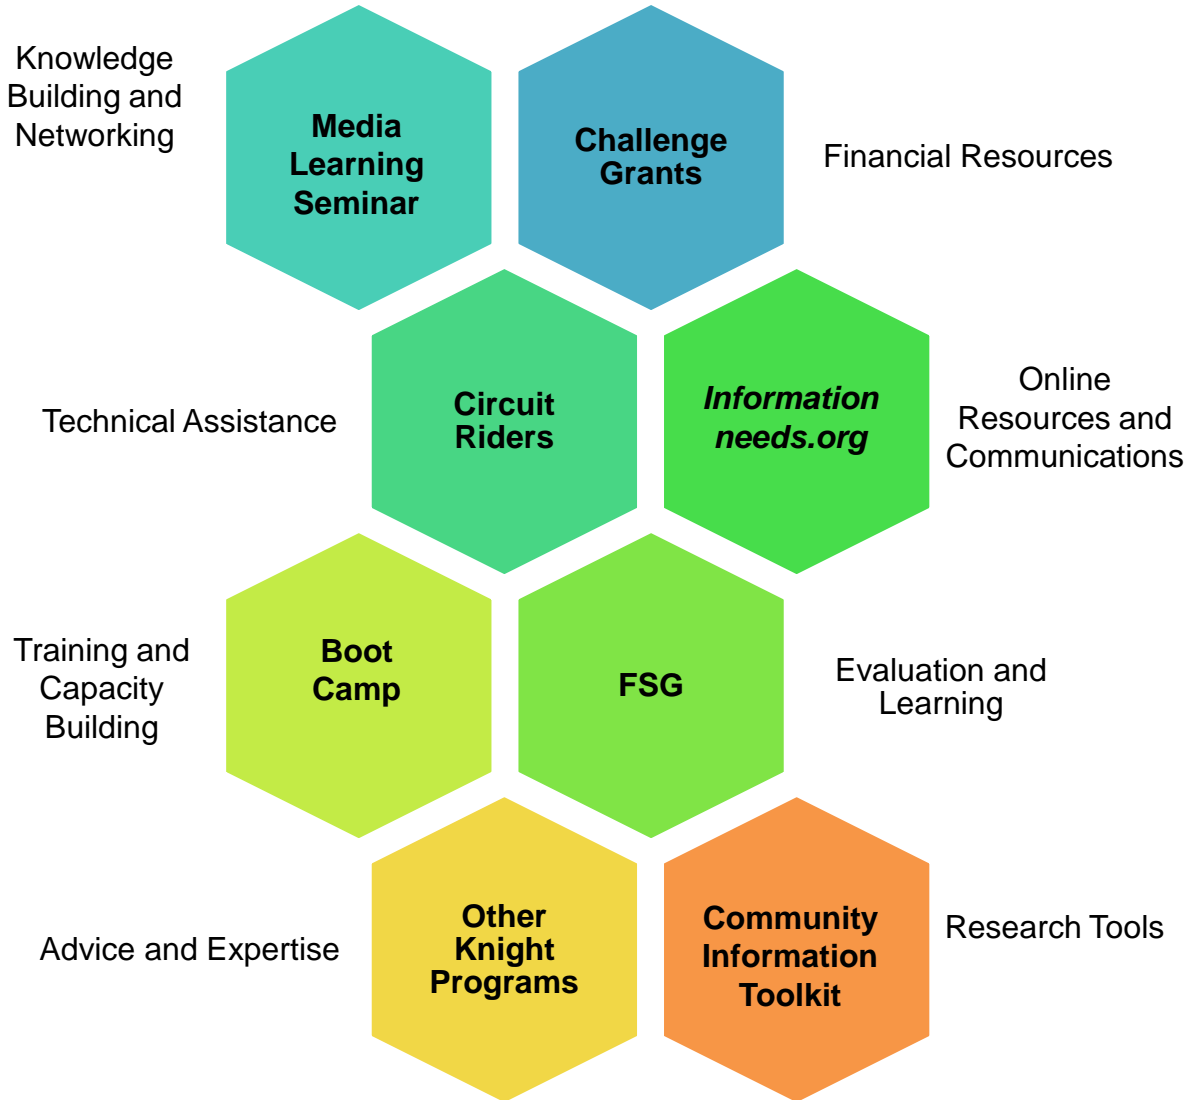 Knowledge
Building and
Networking
Media
Learning
Seminar
Challenge
Grants
Financial Resources
Technical Assistance
Circuit
Riders
Information
needs.org
Online
Resources and
Communications
Training and
Capacity
Building
Boot
Camp
FSG
Evaluation and
Learning
Advice and Expertise
Other
Knight
Programs
Community
Information
Toolkit
Research Tools